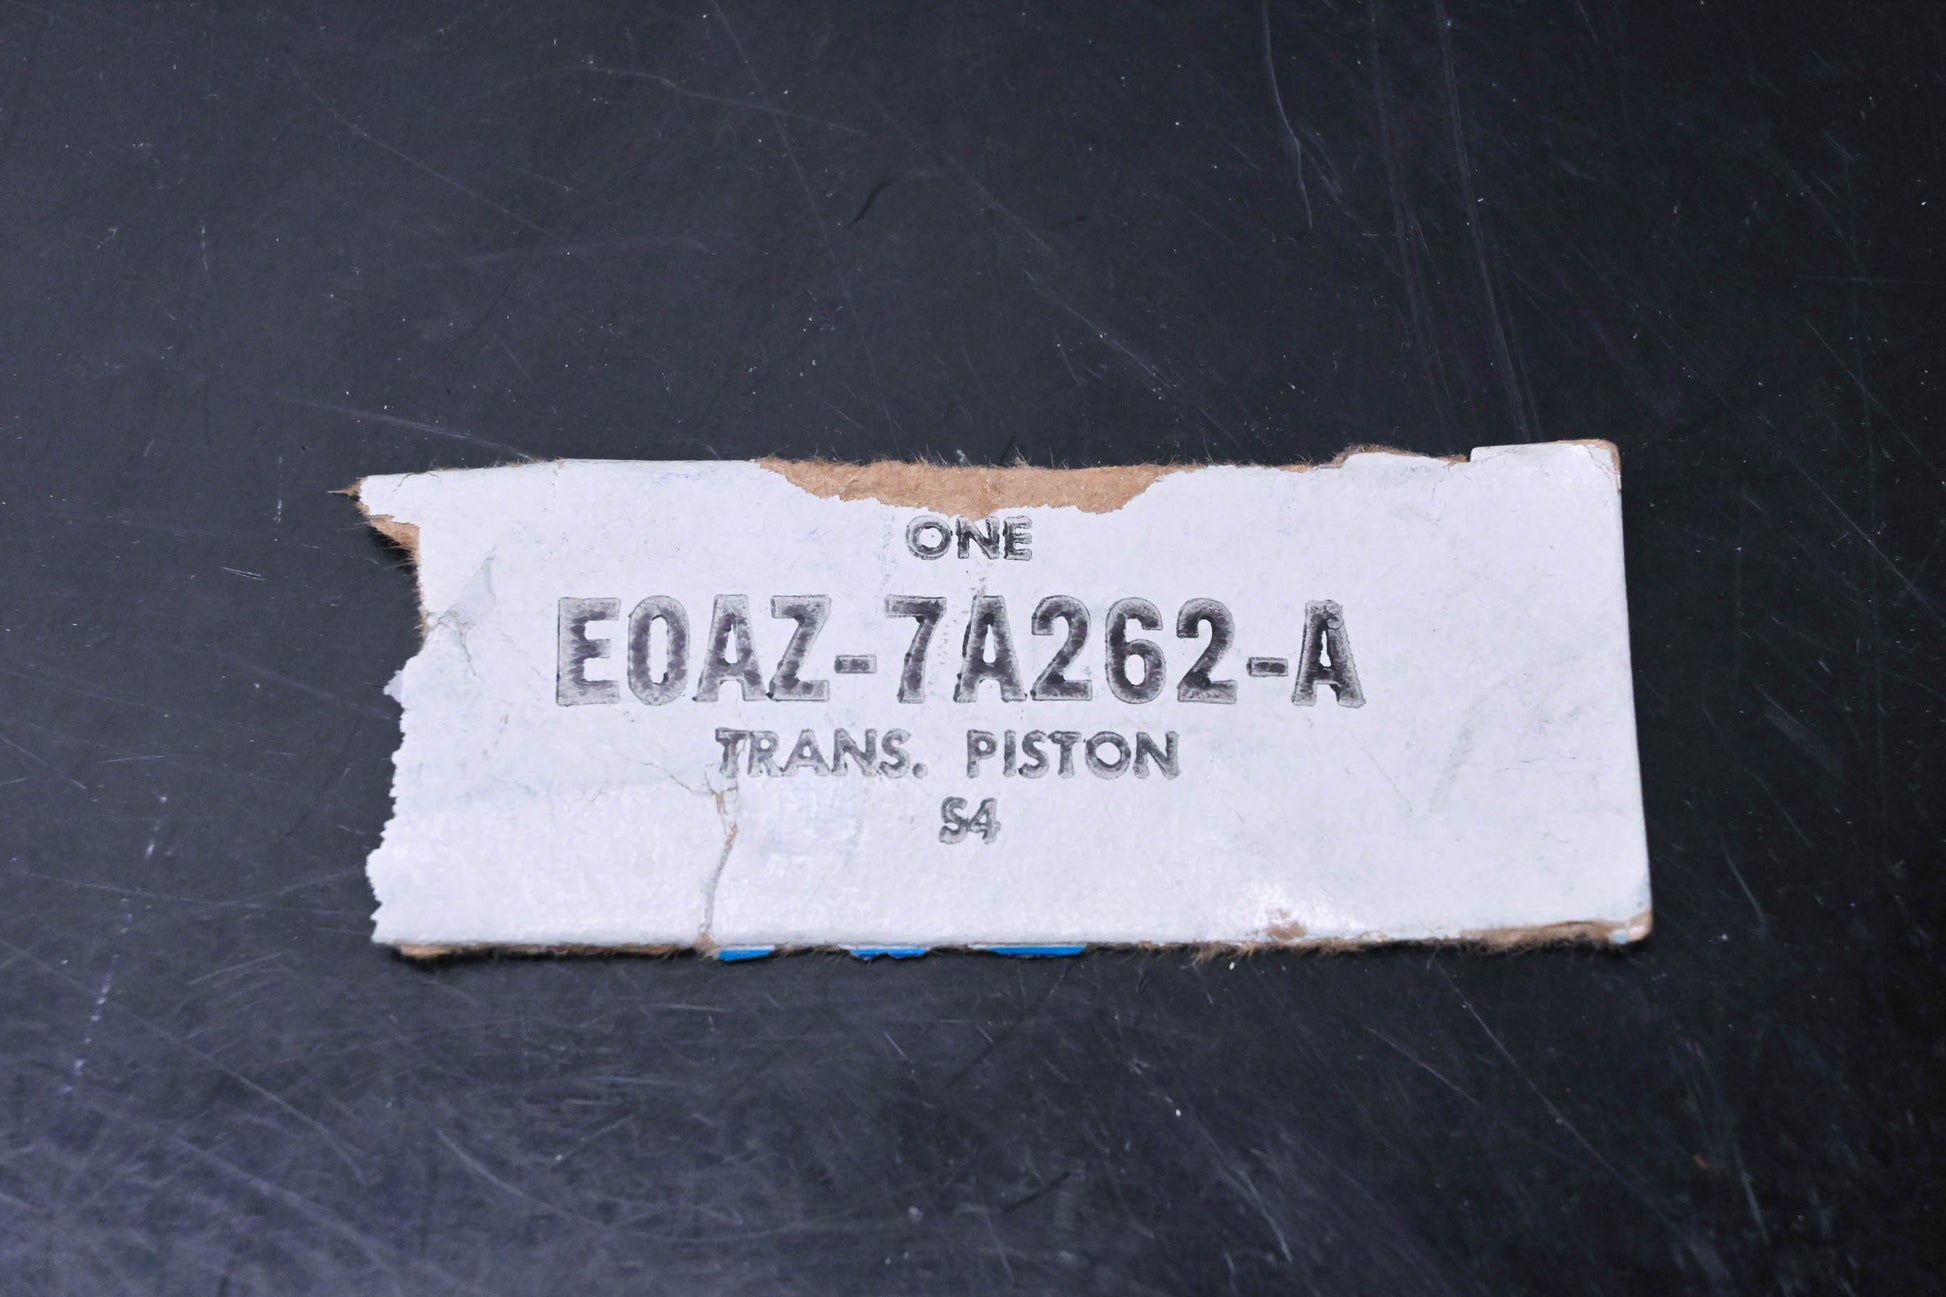 ONE
E0AZ-7A262-A
TRANS. PISTON
S4